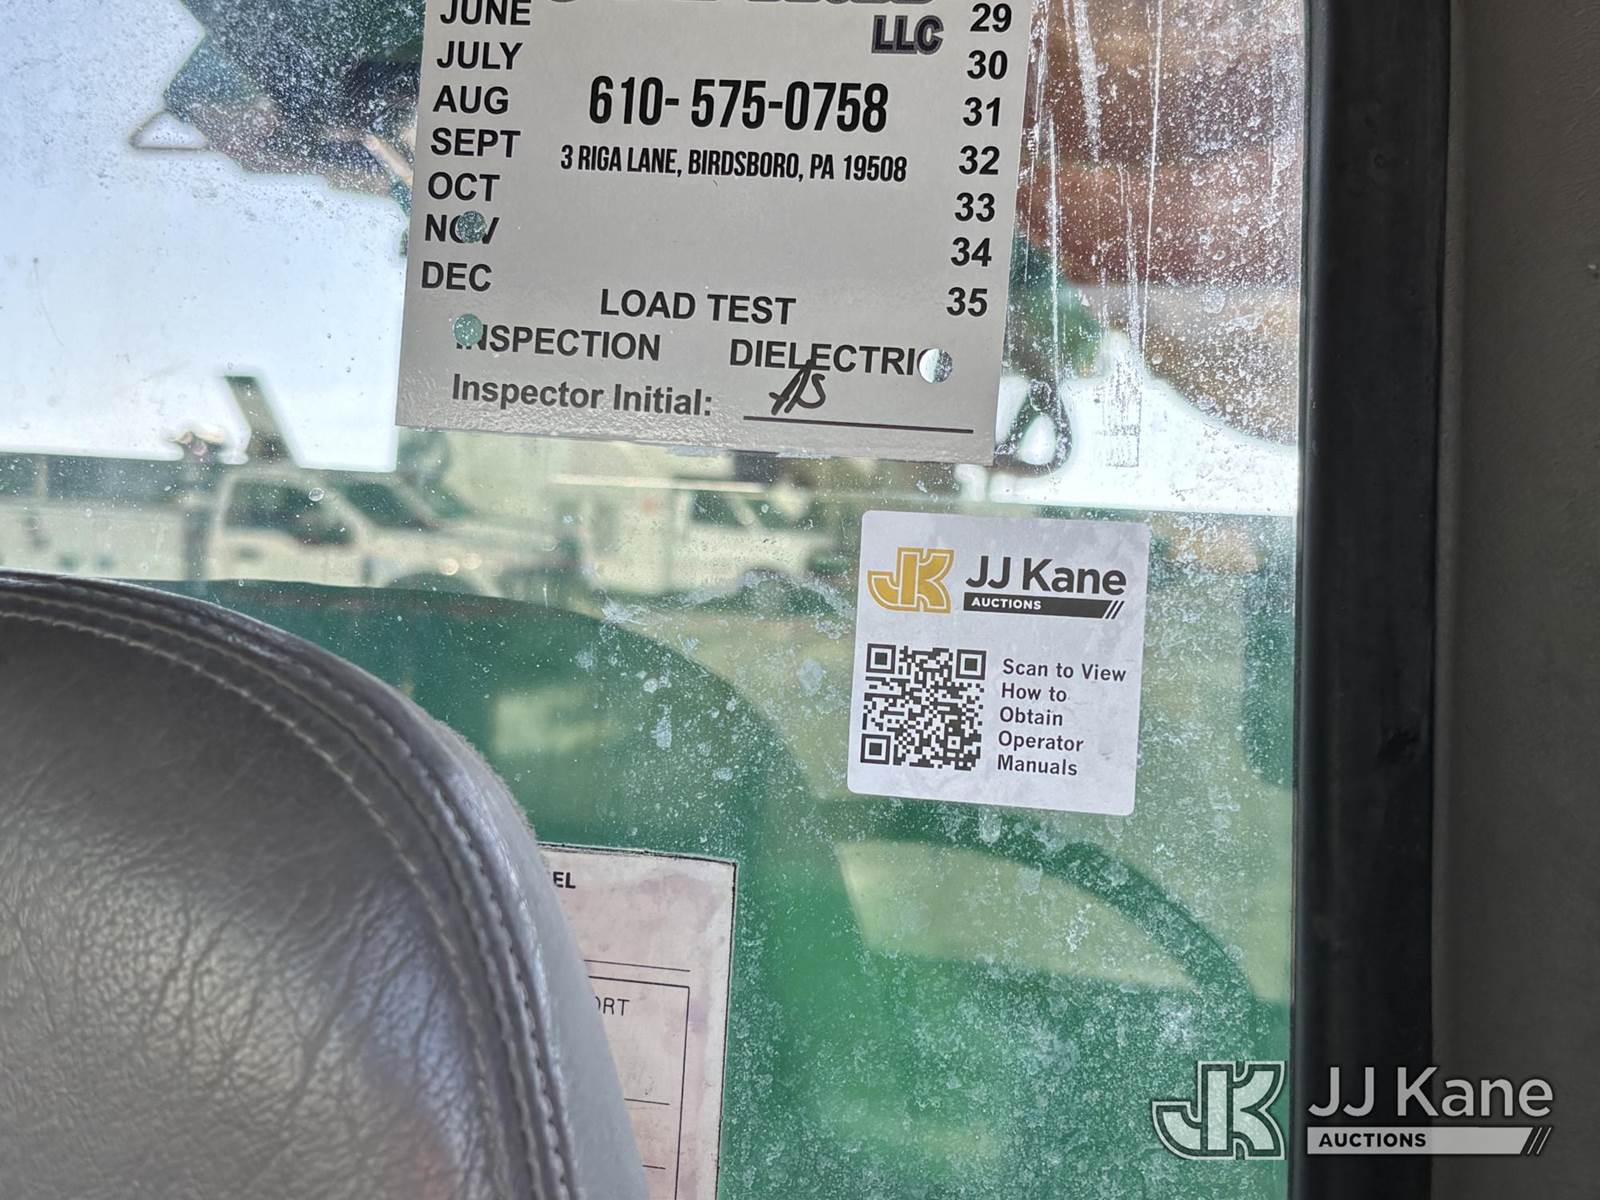 JUNE
JULY
AUG
SEPT
OCT
NOV
DEC
LLC
610- 575-0758
3 RIGA LANE, BIRDSBORO, PA 19508
29
30
31
32
33
34
35
LOAD TEST
INSPECTION DIELECTRIC
Inspector Initial: AS
JJ Kane
AUCTIONS
Scan to View
How to
Obtain
Operator
Manuals
JJ Kane
AUCTIONS